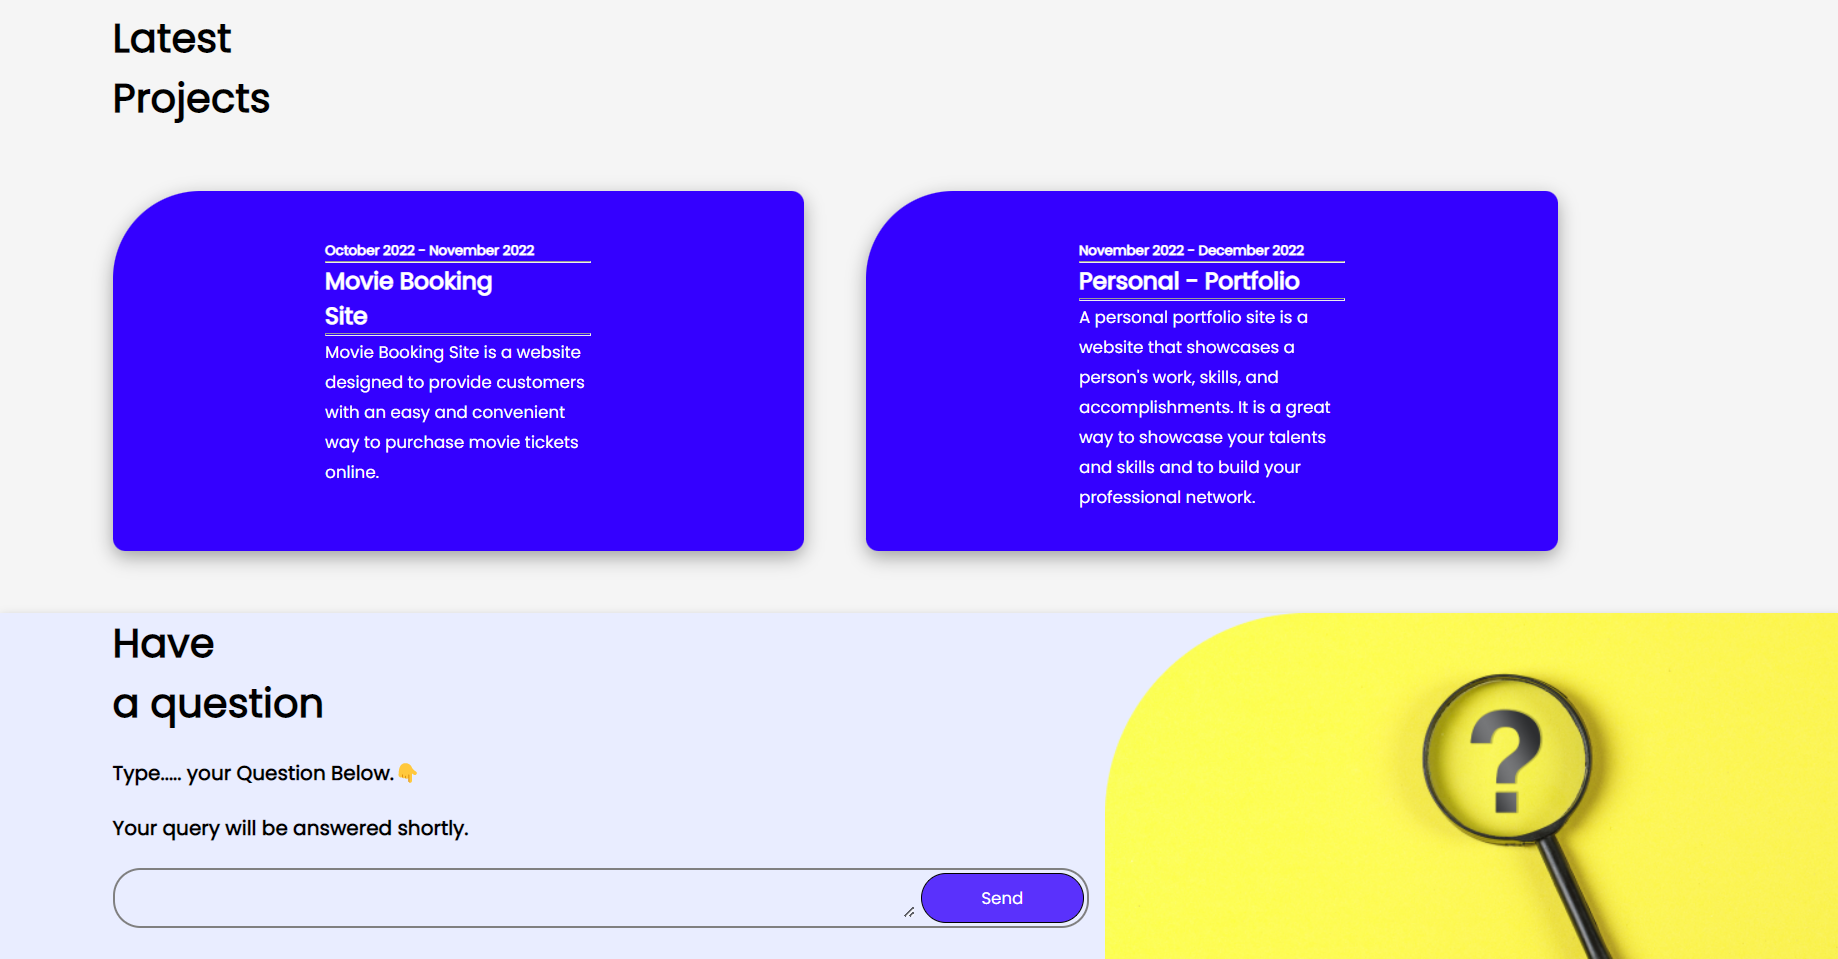 Latest
Projects
October 2022 - November 2022
Movie Booking
Site
Movie Booking Site is a website
designed to provide customers
with an easy and convenient
way to purchase movie tickets
online.
November 2022 - December 2022
Personal - Portfolio
A personal portfolio site is a
website that showcases a
person's work, skills, and
accomplishments. It is a great
way to showcase your talents
and skills and to build your
professional network.
Have
a question
Type..... your Question Below.👇
Your query will be answered shortly.
Send
?